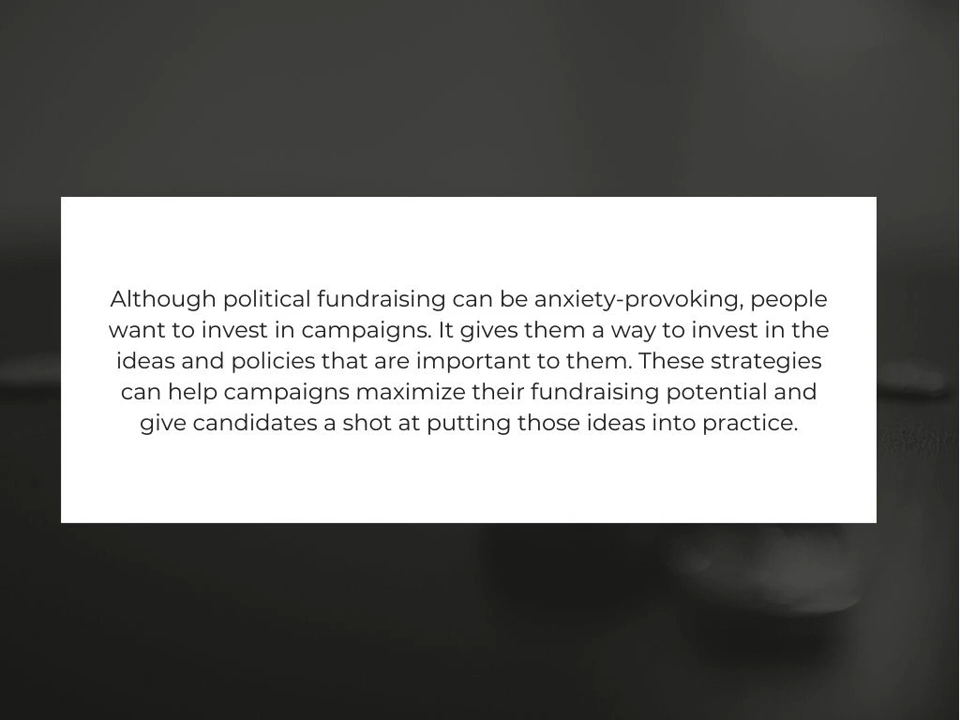 Although political fundraising can be anxiety-provoking, people
want to invest in campaigns. It gives them a way to invest in the
ideas and policies that are important to them. These strategies
can help campaigns maximize their fundraising potential and
give candidates a shot at putting those ideas into practice.